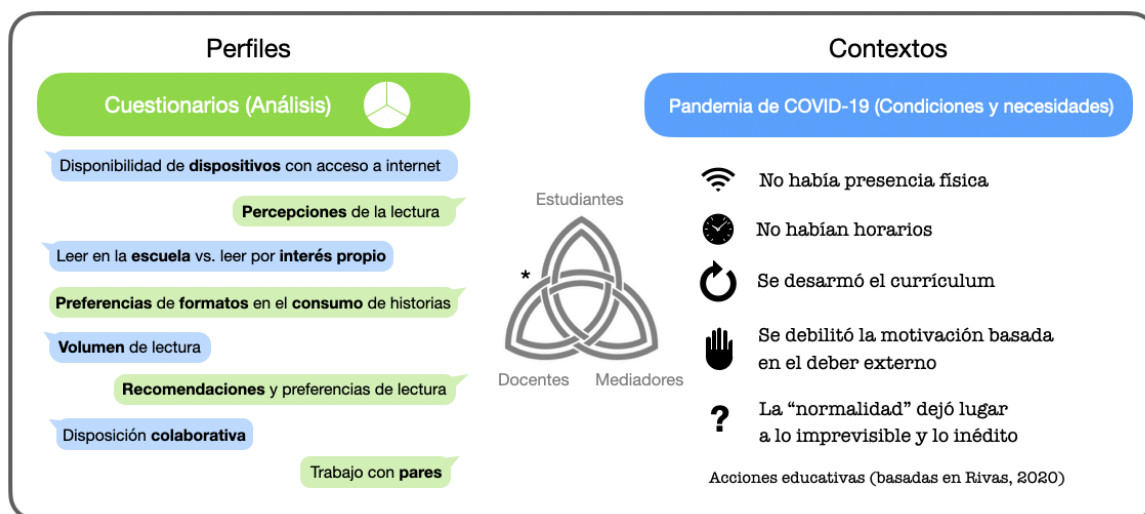 Perfiles
Cuestionarios (Análisis)
Disponibilidad de dispositivos con acceso a internet
Percepciones de la lectura
Leer en la escuela vs. leer por interés propio
Preferencias de formatos en el consumo de historias
Volumen de lectura
Recomendaciones y preferencias de lectura
Disposición colaborativa
Trabajo con pares
Estudiantes
*
Docentes
Mediadores
Contextos
Pandemia de COVID-19 (Condiciones y necesidades)
No había presencia física
No habían horarios
Se desarmó el currículum
Se debilitó la motivación basada
en el deber externo
?
La “normalidad” dejó lugar
a lo imprevisible y lo inédito
Acciones educativas (basadas en Rivas, 2020)